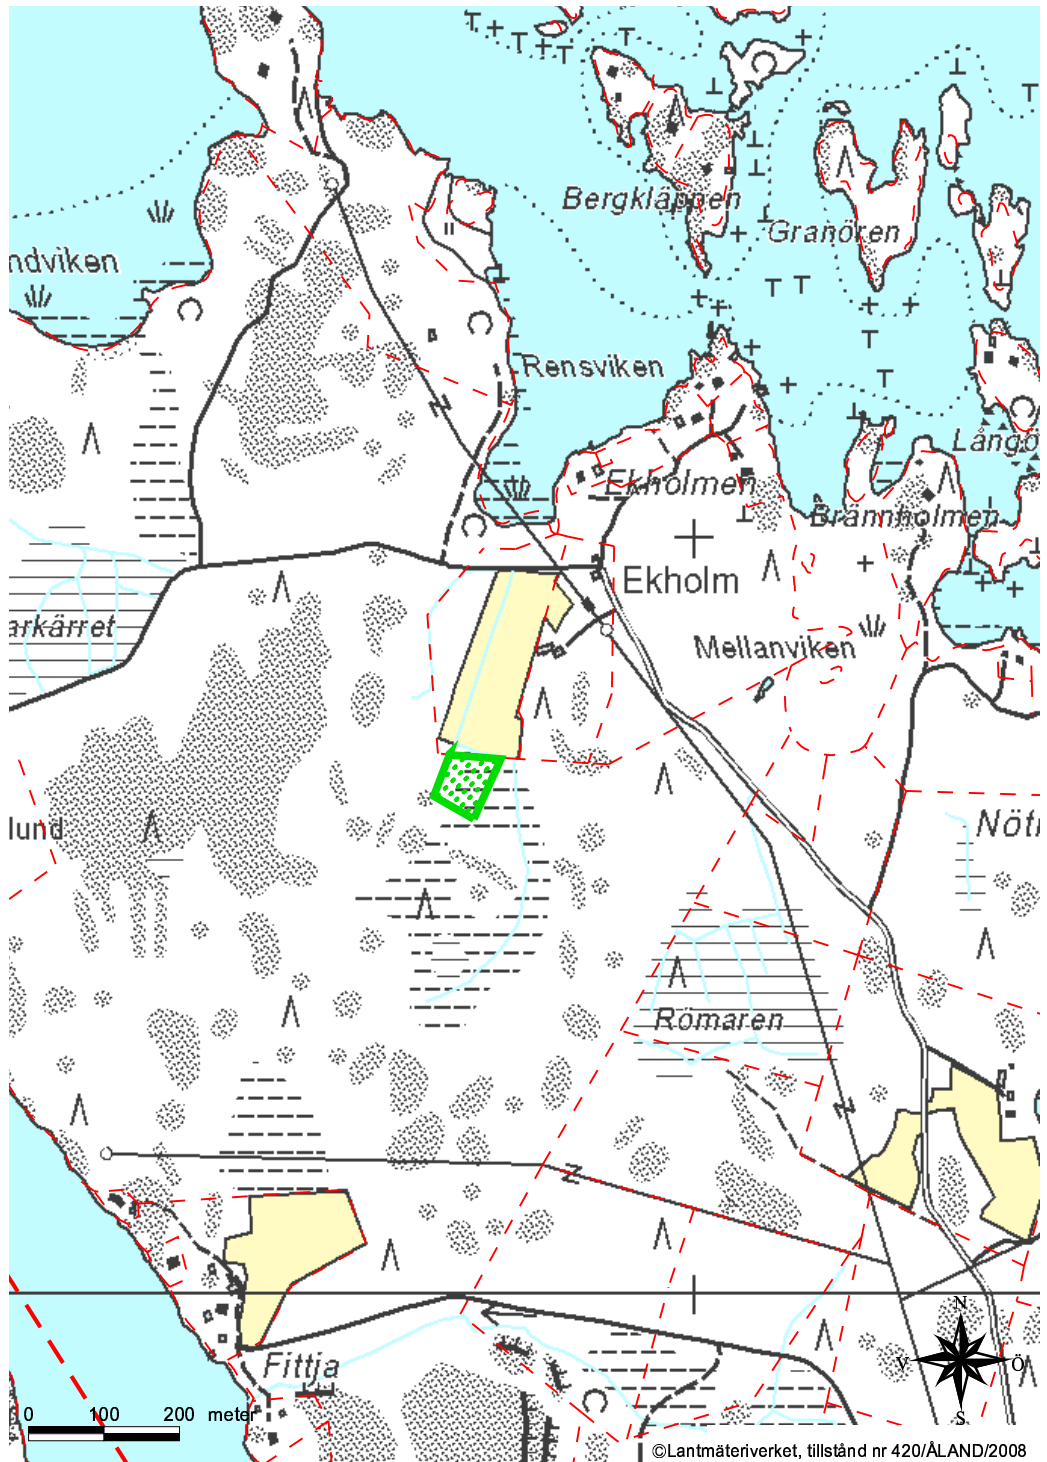 Bergkläppen
Granören
ndviken
Rensviken
Långö
Ekholmen
Brännholmen
Ekholm
arkärret
Mellanviken
lund
Nöt
Römaren
Fittja
N
V
Ö
S
0 100 200 meter
©Lantmäteriverket, tillstånd nr 420/ÅLAND/2008